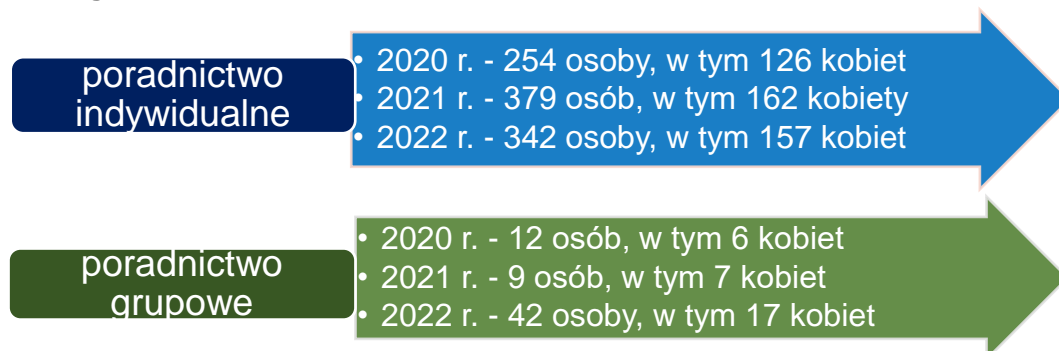 poradnictwo
indywidualne
• 2020 r. - 254 osoby, w tym 126 kobiet
• 2021 r. - 379 osób, w tym 162 kobiety
• 2022 r. - 342 osoby, w tym 157 kobiet
poradnictwo
grupowe
• 2020 r. - 12 osób, w tym 6 kobiet
• 2021 r. - 9 osób, w tym 7 kobiet
• 2022 r. - 42 osoby, w tym 17 kobiet